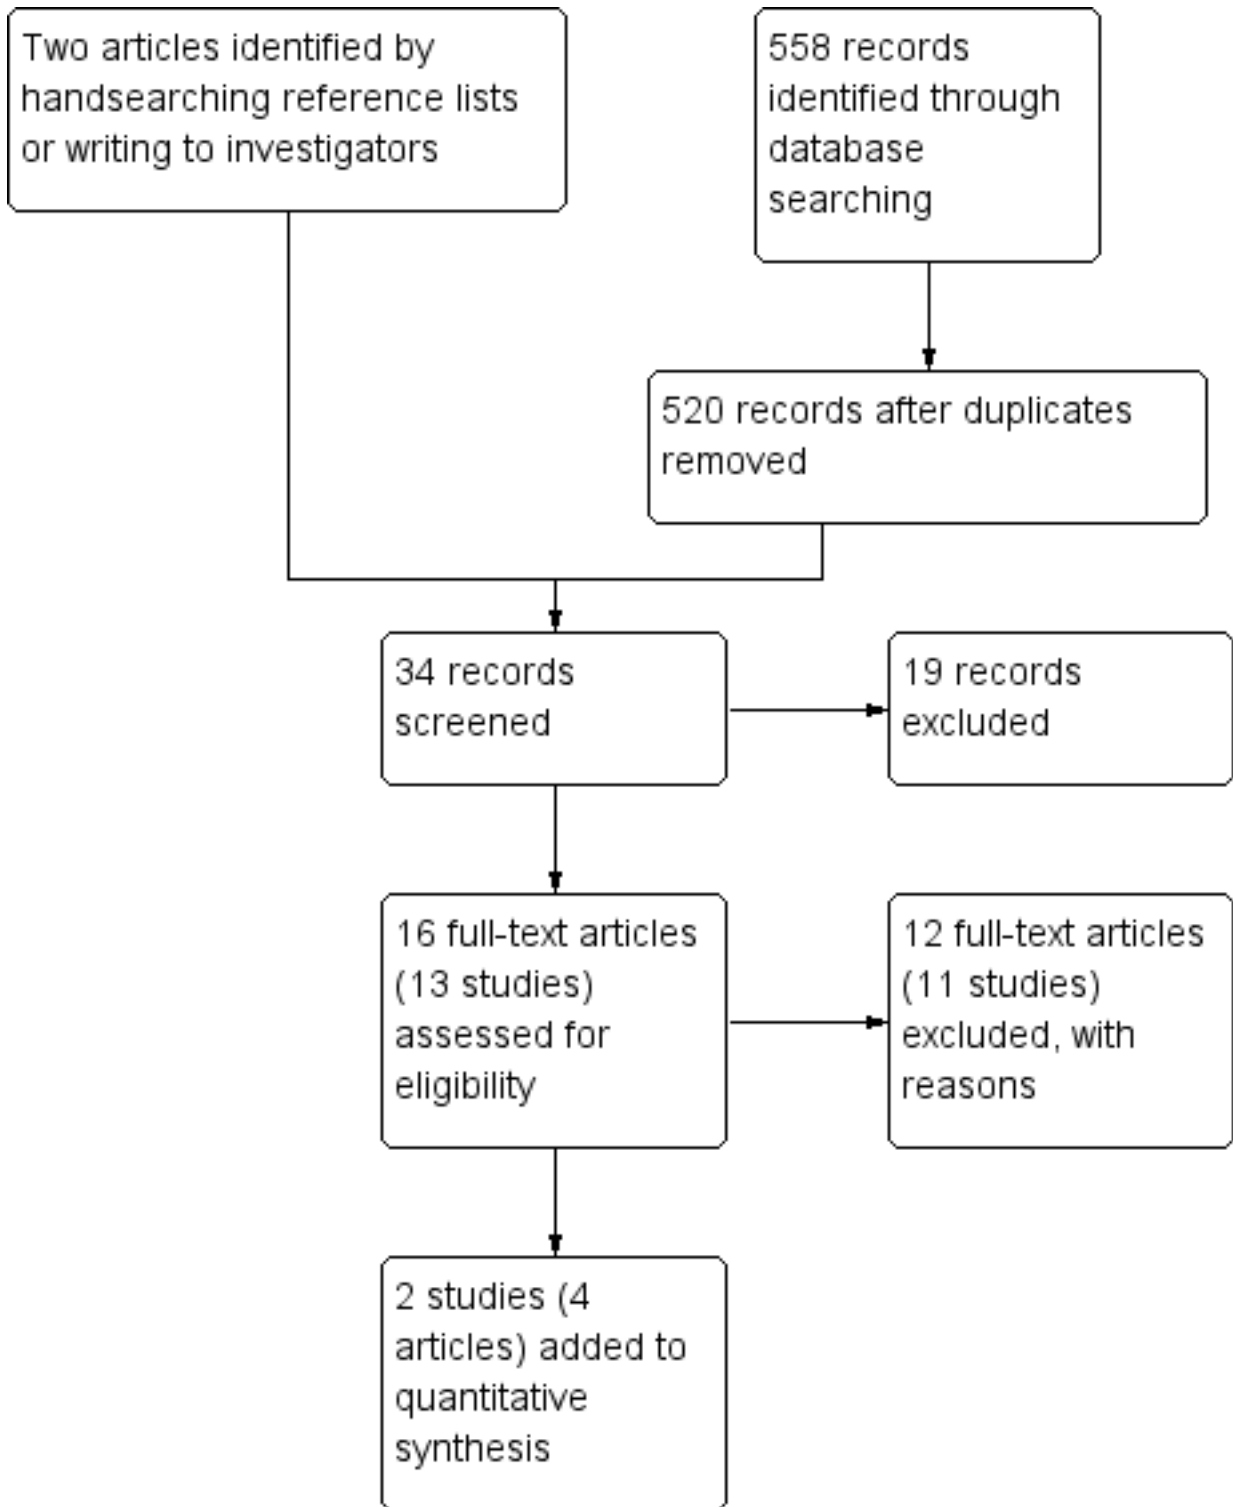 Two articles identified by
handsearching reference lists
or writing to investigators
558 records
identified through
database
searching
520 records after duplicates
removed
34 records
screened
19 records
excluded
16 full-text articles
(13 studies)
assessed for
eligibility
12 full-text articles
(11 studies)
excluded, with
reasons
2 studies (4
articles) added to
quantitative
synthesis